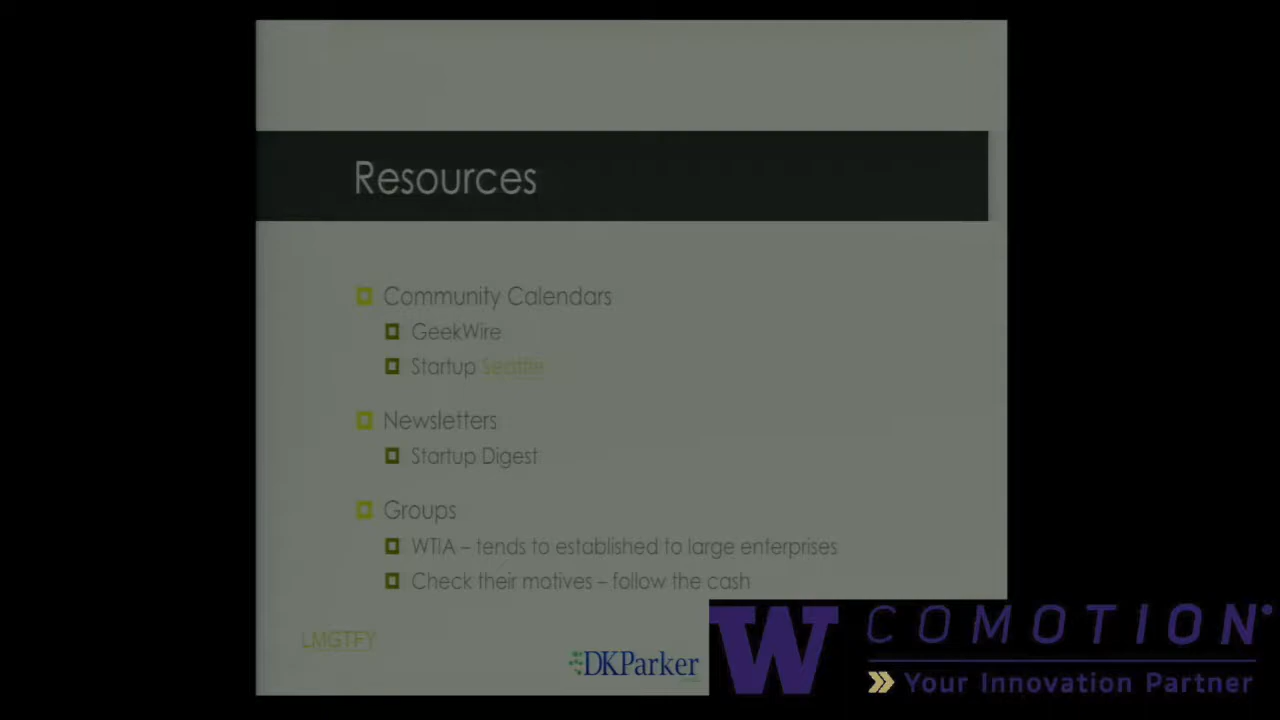 Resources
Community Calendars
GeekWire
Startup Seattle
Newsletters
Startup Digest
Groups
WTIA – tends to established to large enterprises
Check their motives – follow the cash
LMGTFY
DKParker
W COMOTION®
Your Innovation Partner